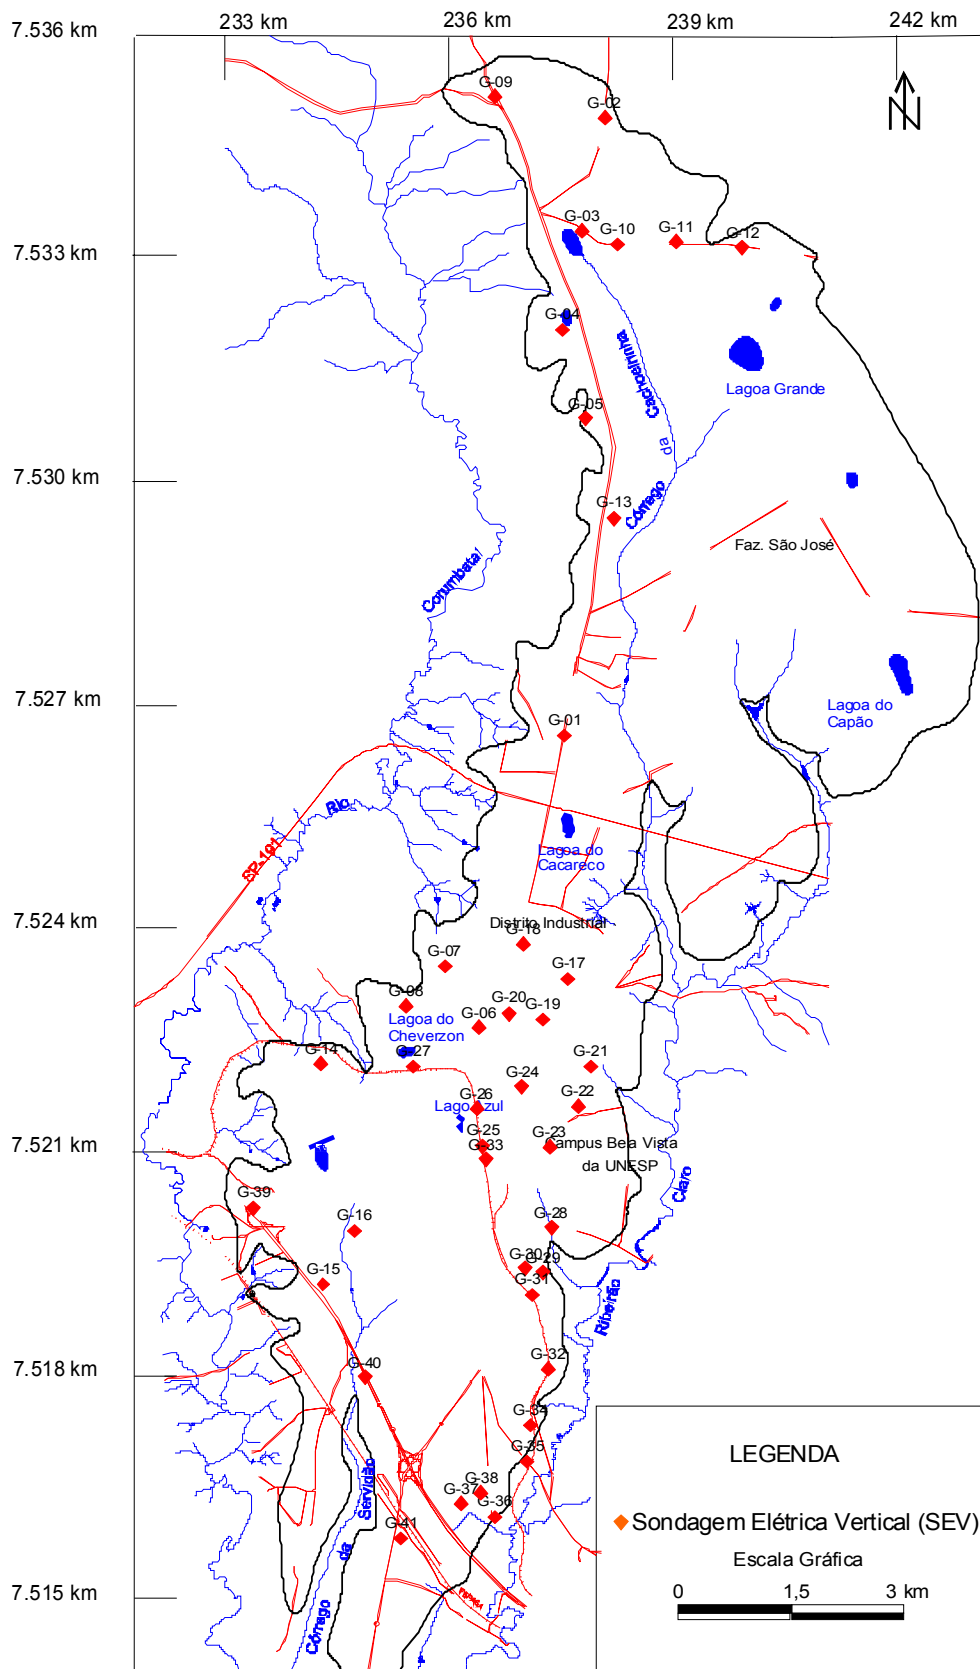 233 km
236 km
239 km
242 km
7.536 km
G-09
G-02
N
G-03
G-10
G-11
G-12
7.533 km
G-04
Lagoa Grande
G-05
Córrego da Cachoeirinha
7.530 km
G-13
Faz. São José
Corumbataí
7.527 km
G-01
Lagoa do
Capão
Rio
SP-191
Lagoa do
Cacareco
7.524 km
Distrito Industrial
G-18
G-07
G-17
G-08
G-20
G-19
G-06
Lagoa do
Cheverzon
G-14
G-27
G-21
G-24
G-26
G-22
Lago Azul
G-25
G-23
7.521 km
G-33
Campus Bela Vista
da UNESP
Claro
G-39
G-16
G-28
G-30
G-29
G-15
G-31
Ribeirão
G-32
7.518 km
G-40
G-34
G-35
LEGENDA
G-38
G-37
G-36
Sondagem Elétrica Vertical (SEV)
G-41
Escala Gráfica
0 1,5 3 km
7.515 km
Córrego da Servidão